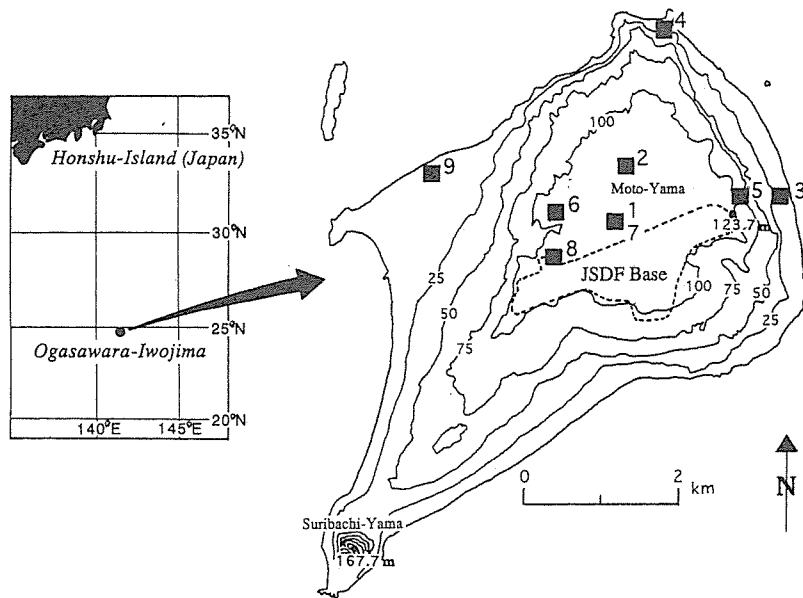 35°N
Honshu-Island (Japan)
30°N
25°N
Ogasawara-Iwojima
20°N
140°E
145°E
4
100
2
Moto-Yama
9
5
3
6
1
7
123.7m
8
JSDF Base
25
50
75
100
75
50
25
0
2
km
N
Suribachi-Yama
167.7m